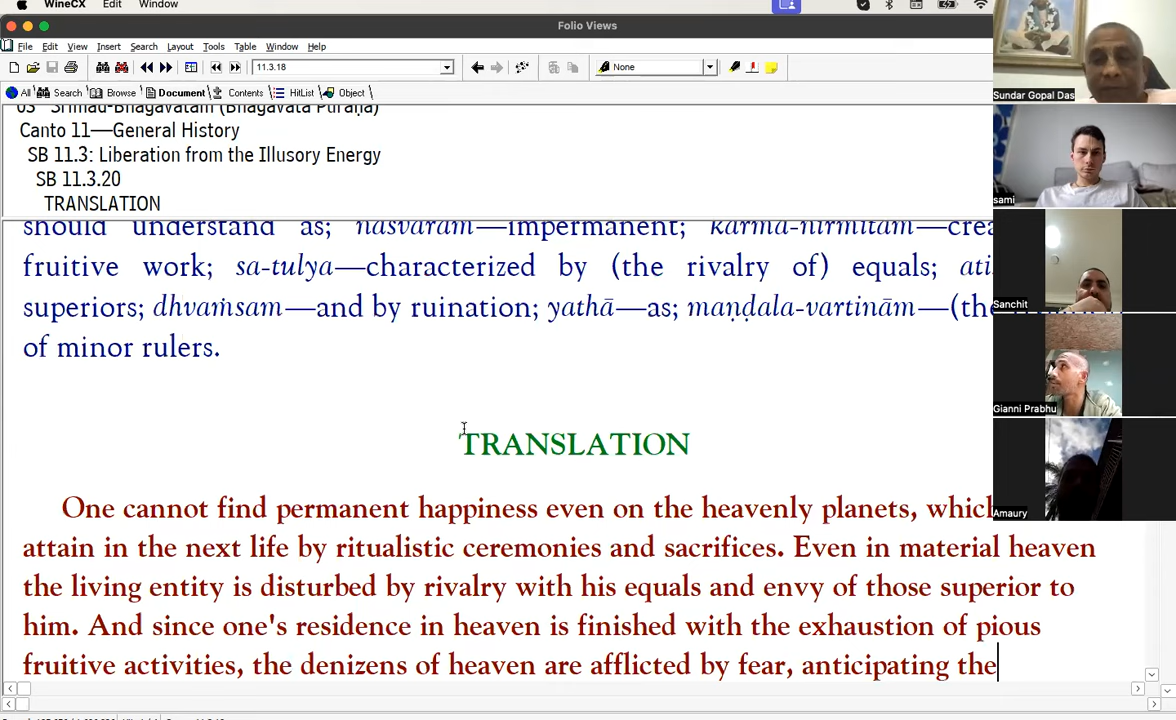 WineCX Edit Window
Folio Views
File Edit View Insert Search Layout Tools Table Window Help
11.3.18
None
All Search Browse Document Contents HitList Object
03 Srimad-Bhagavatam (Bhagavata Purāṇa)
Canto 11—General History
SB 11.3: Liberation from the Illusory Energy
SB 11.3.20
TRANSLATION
should understand as; naśvaram—impermanent; karma-nirmitam—crea
fruitive work; sa-tulya—characterized by (the rivalry of) equals; ati
superiors; dhvaṁsam—and by ruination; yathā—as; maṇḍala-vartinām—(the
of minor rulers.
TRANSLATION
One cannot find permanent happiness even on the heavenly planets, which
attain in the next life by ritualistic ceremonies and sacrifices. Even in material heaven
the living entity is disturbed by rivalry with his equals and envy of those superior to
him. And since one's residence in heaven is finished with the exhaustion of pious
fruitive activities, the denizens of heaven are afflicted by fear, anticipating the
Sundar Gopal Das
sami
Sanchit
Gianni Prabhu
Amaury